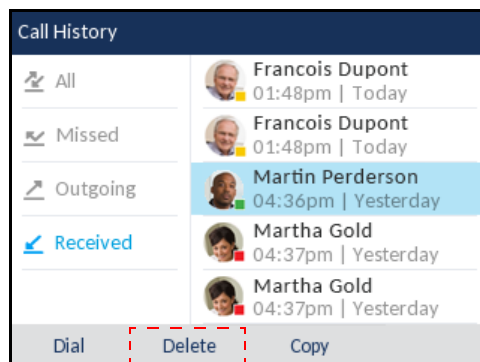 Call History
All
Missed
Outgoing
Received
Francois Dupont
01:48pm | Today
Francois Dupont
01:48pm | Today
Martin Perderson
04:36pm | Yesterday
Martha Gold
04:37pm | Yesterday
Martha Gold
04:37pm | Yesterday
Dial Delete Copy